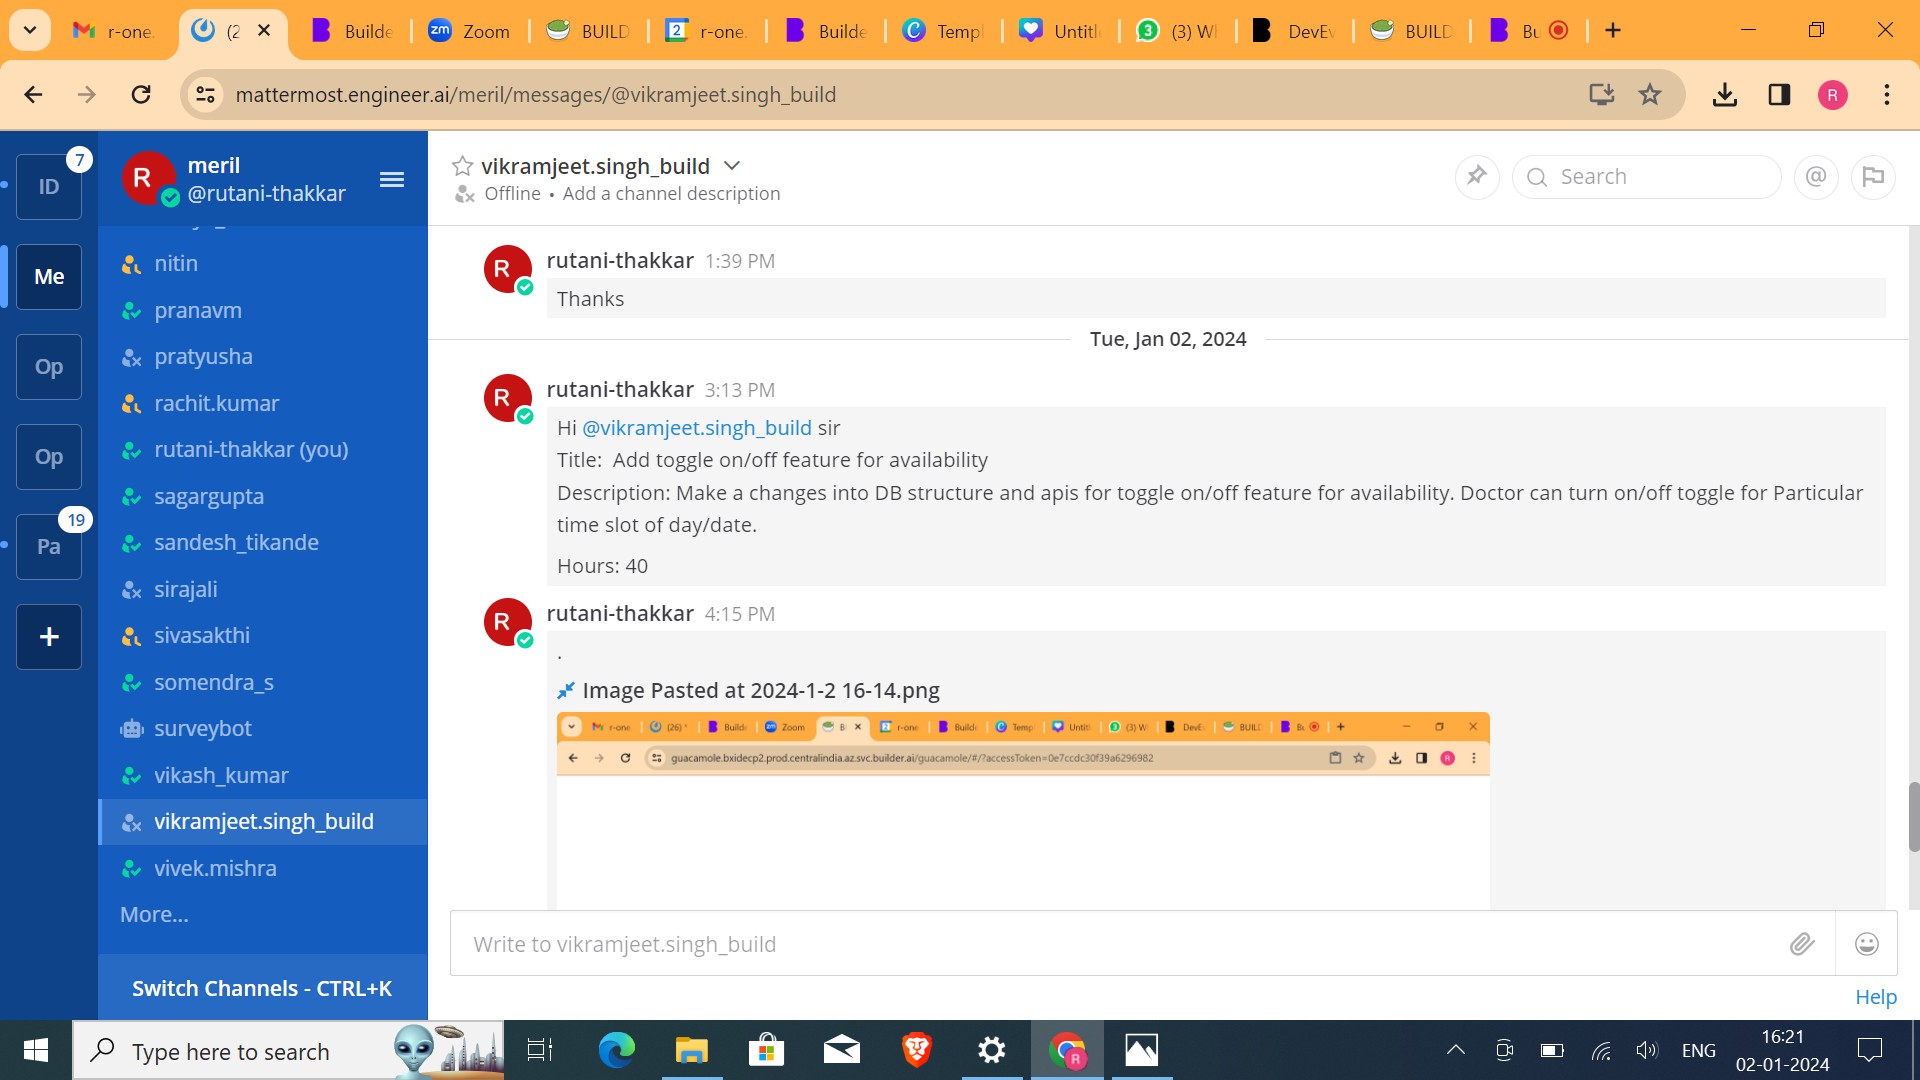 r-one.
(2
Builde
zm Zoom
BUILD
2 r-one.
Builde
Templ
Untitl
3 (3) W
DevEv
BUILD
Bu
mattermost.engineer.ai/meril/messages/@vikramjeet.singh_build
R
ID 7
Me
Op
Op
Pa 19
+
R meril
@rutani-thakkar
nitin
pranavm
pratyusha
rachit.kumar
rutani-thakkar (you)
sagargupta
sandesh_tikande
sirajali
sivasakthi
somendra_s
surveybot
vikash_kumar
vikramjeet.singh_build
vivek.mishra
More...
Switch Channels - CTRL+K
vikramjeet.singh_build
Offline • Add a channel description
Search
@
R rutani-thakkar 1:39 PM
Thanks
Tue, Jan 02, 2024
R rutani-thakkar 3:13 PM
Hi @vikramjeet.singh_build sir
Title:  Add toggle on/off feature for availability
Description: Make a changes into DB structure and apis for toggle on/off feature for availability. Doctor can turn on/off toggle for Particular
time slot of day/date.
Hours: 40
R rutani-thakkar 4:15 PM
.
Image Pasted at 2024-1-2 16-14.png
r-one (26) * Build Zoom B r-one Build Temp Untit (3) W DevE BUIL B
guacamole.bxidecp2.prod.centralindia.az.svc.builder.ai/guacamole/#/?accessToken=0e7ccdc30f39a6296982
R
Write to vikramjeet.singh_build
Help
Type here to search
R
ENG
16:21
02-01-2024